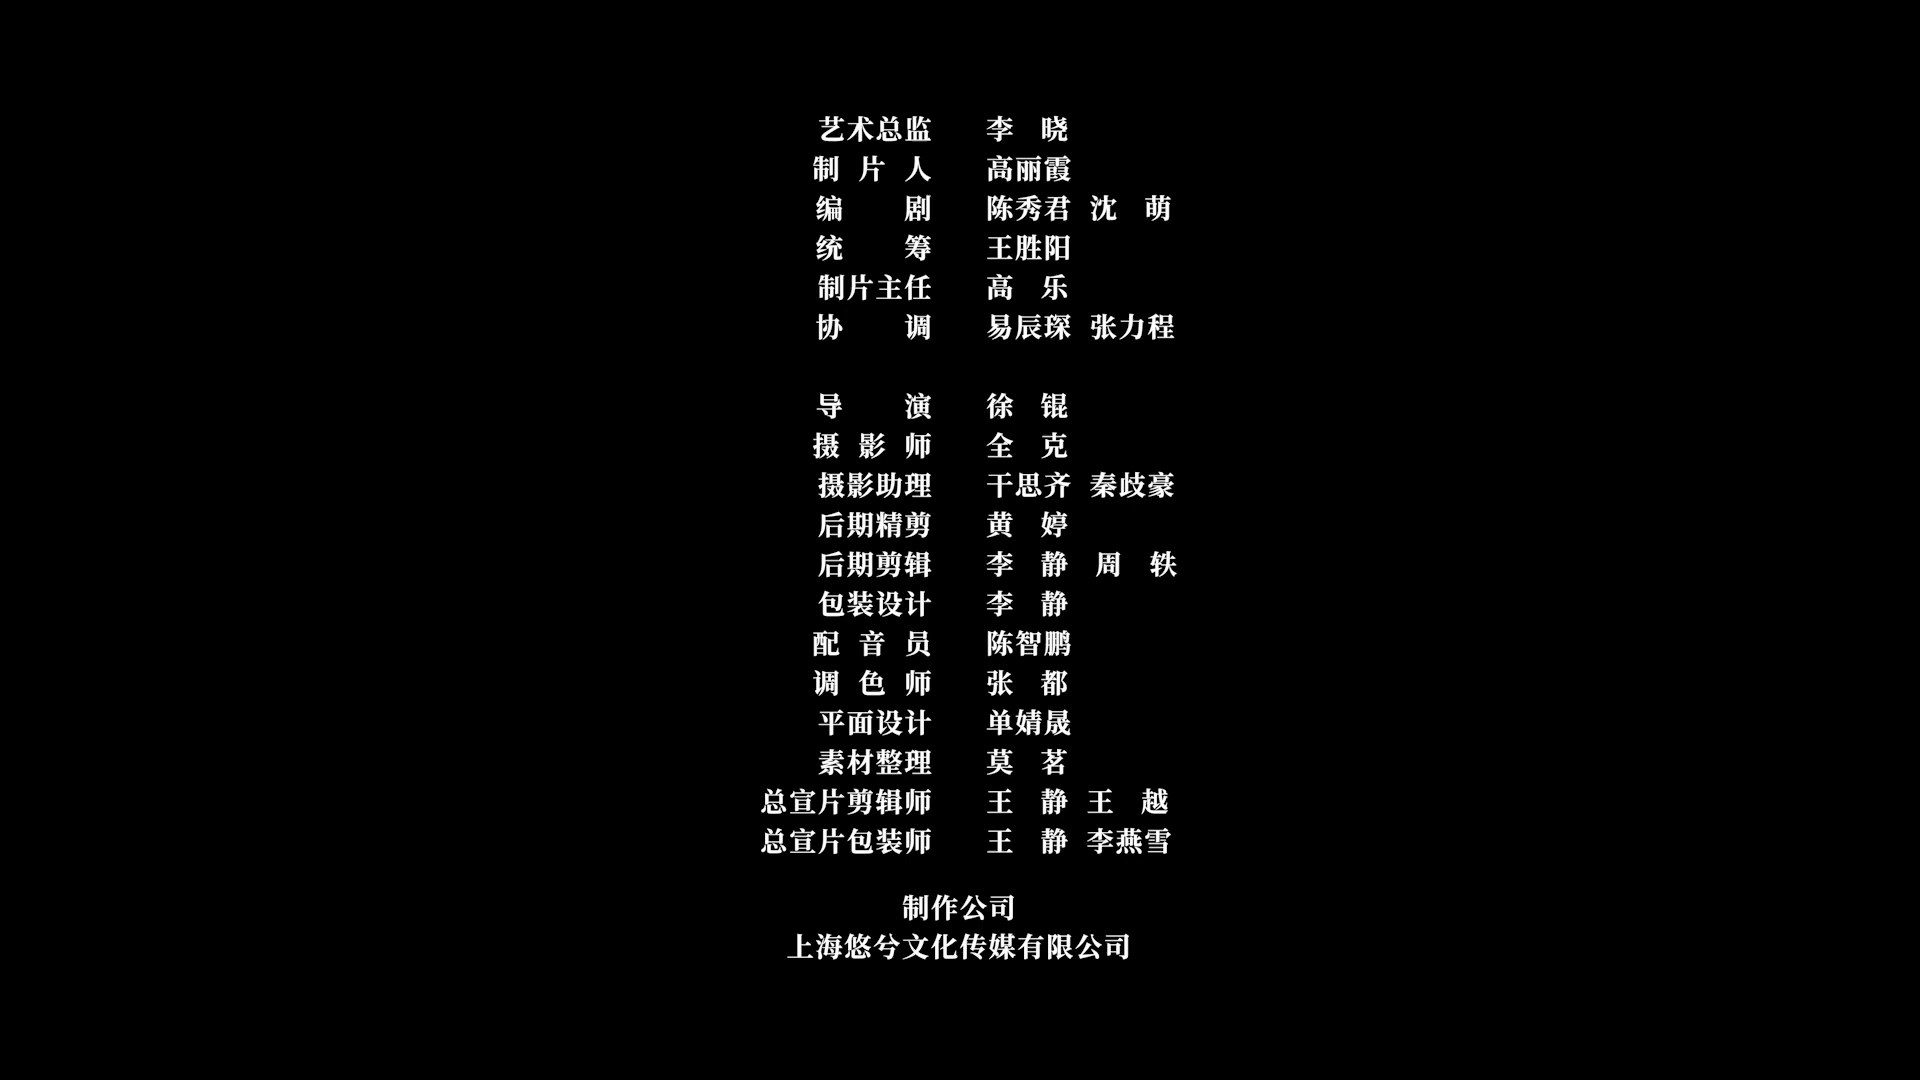 艺术总监 李 晓
制 片 人 高丽霞
编 剧 陈秀君 沈 萌
统 筹 王胜阳
制片主任 高 乐
协 调 易辰琛 张力程
导 演 徐 锟
摄 影 师 全 克
摄影助理 干思齐 秦歧豪
后期精剪 黄 婷
后期剪辑 李 静 周 轶
包装设计 李 静
配 音 员 陈智鹏
调 色 师 张 都
平面设计 单婧晟
素材整理 莫 茗
总宣片剪辑师 王 静 王 越
总宣片包装师 王 静 李燕雪
制作公司
上海悠兮文化传媒有限公司